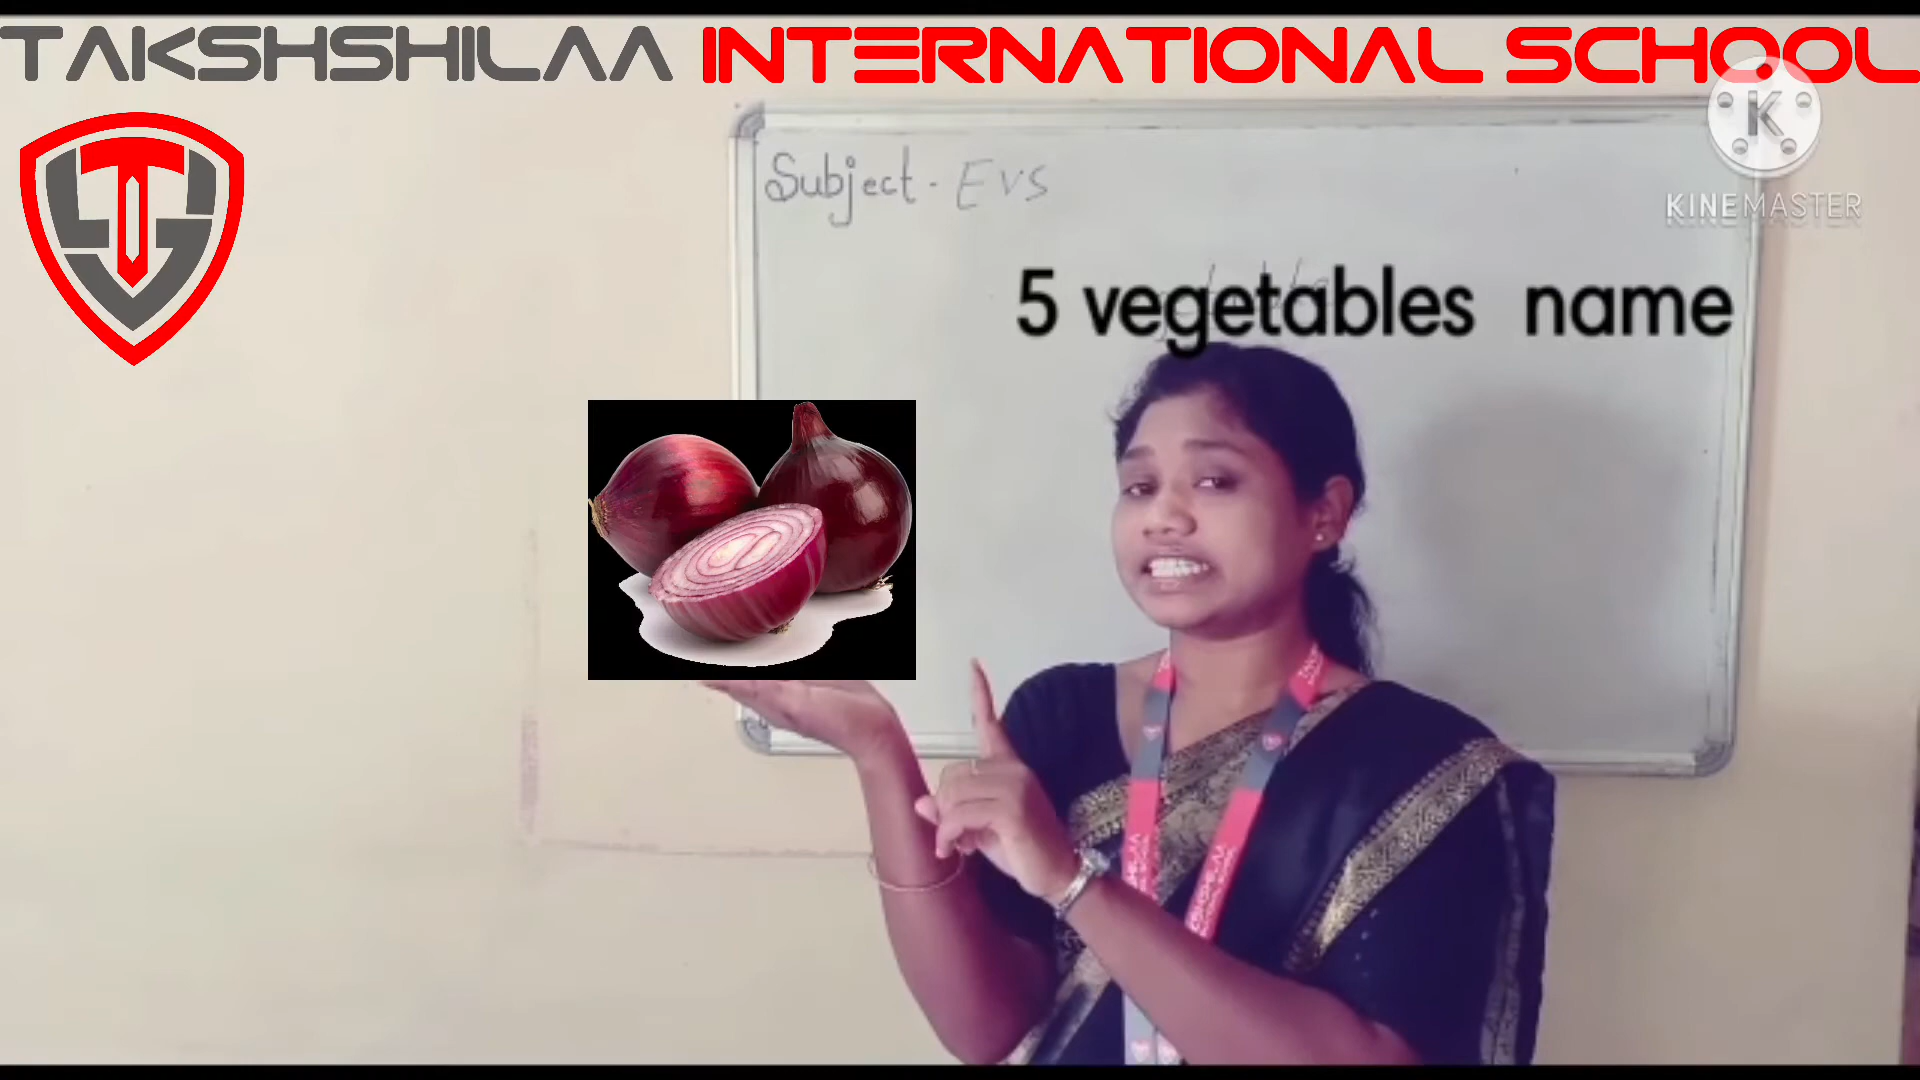 TAKSHSHILAA INTERNATIONAL SCHOOL
K
KINEMASTER
Subject - EVS
5 vegetables name